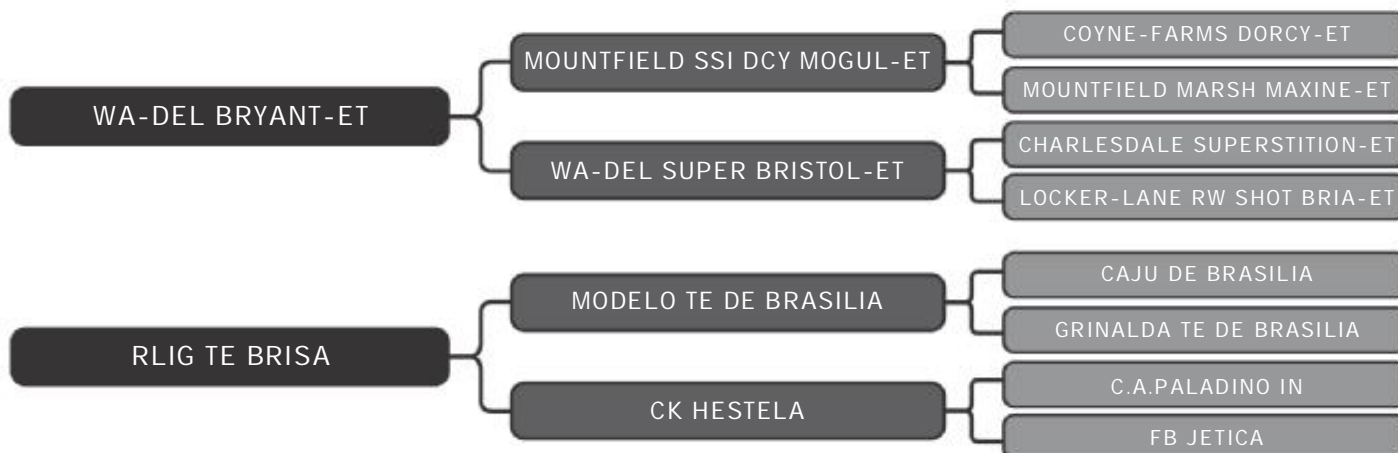 COYNE-FARMS DORCY-ET
MOUNTFIELD SSI DCY MOGUL-ET
MOUNTFIELD MARSH MAXINE-ET
WA-DEL BRYANT-ET
CHARLESDALE SUPERSTITION-ET
WA-DEL SUPER BRISTOL-ET
LOCKER-LANE RW SHOT BRIA-ET
CAJU DE BRASILIA
MODELO TE DE BRASILIA
GRINALDA TE DE BRASILIA
RLIG TE BRISA
C.A.PALADINO IN
CK HESTELA
FB JETICA